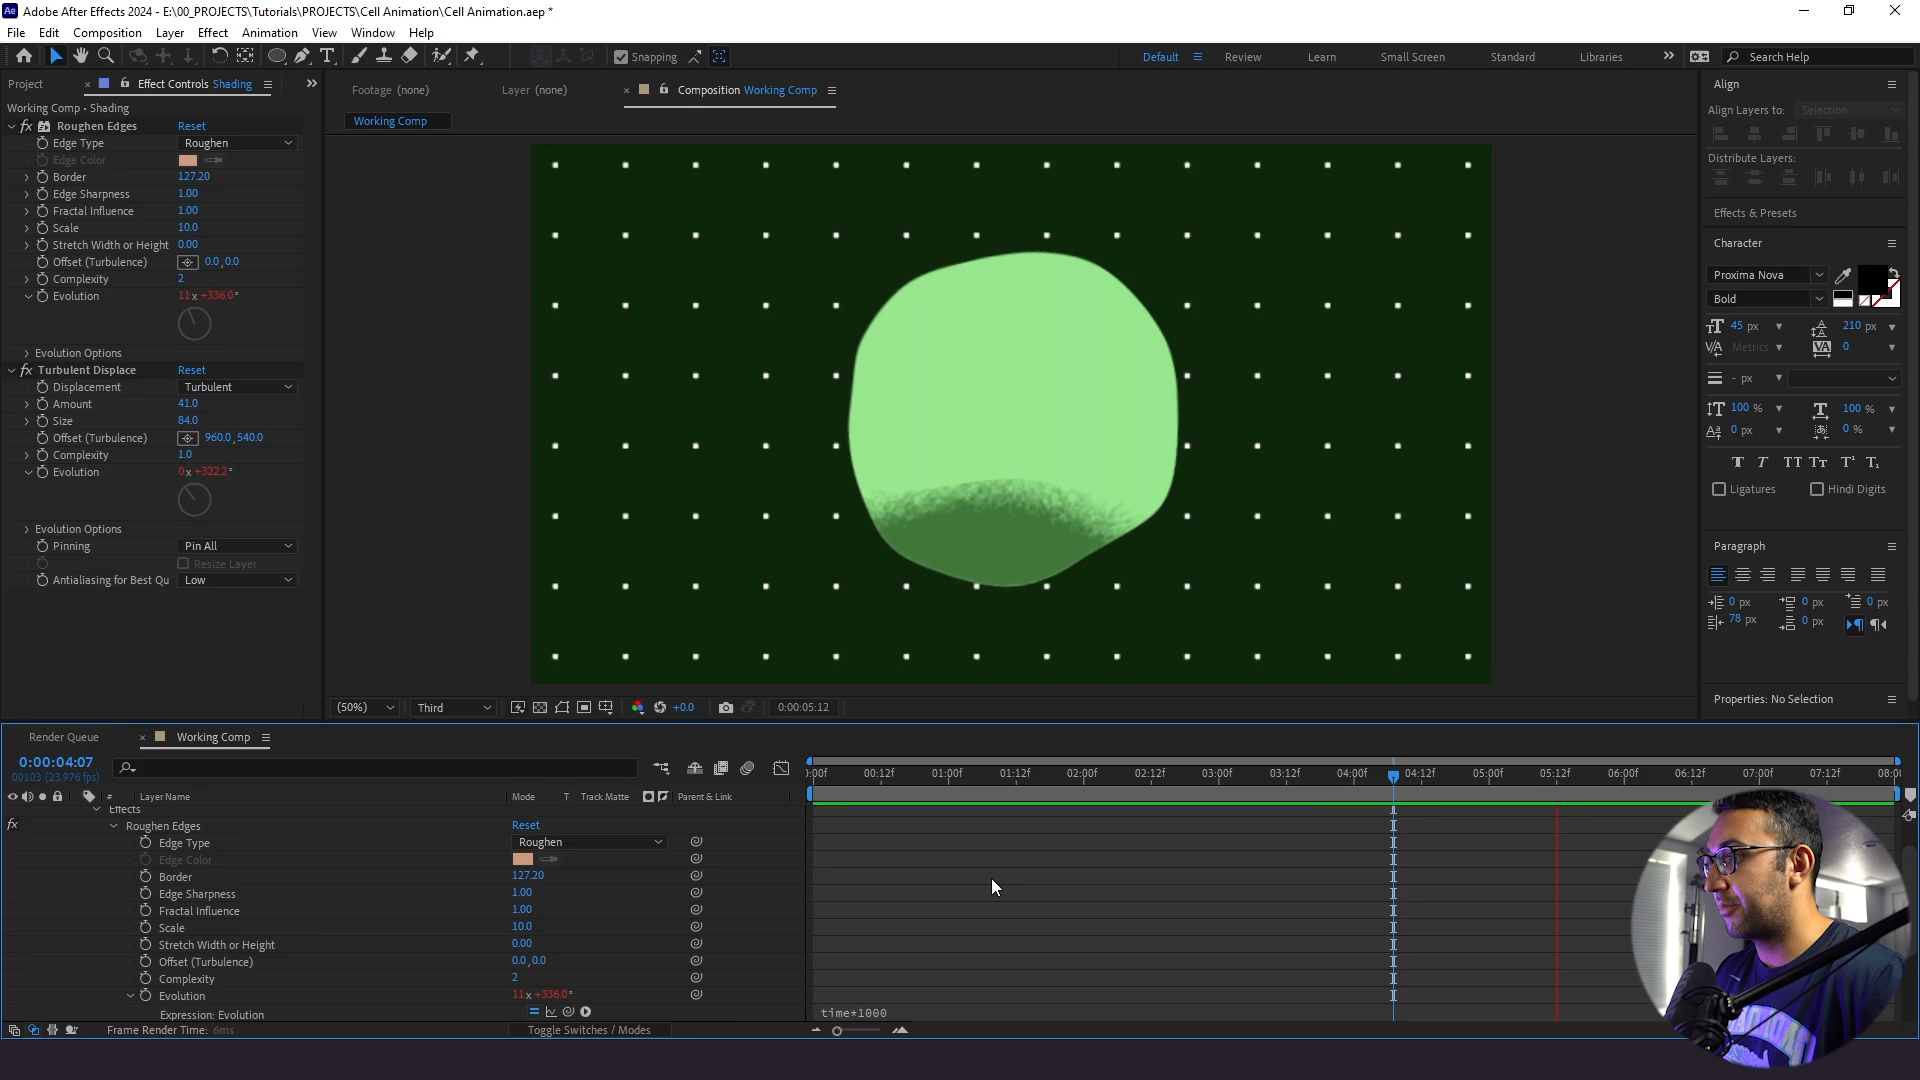 Adobe After Effects 2024 - E:\00_PROJECTS\Tutorials\PROJECTS\Cell Animation\Cell Animation.aep *
File Edit Composition Layer Effect Animation View Window Help
Snapping
Default Review Learn Small Screen Standard Libraries Search Help
Project Effect Controls Shading
Working Comp • Shading
fx Roughen Edges Reset
Edge Type Roughen
Edge Color
Border 127.20
Edge Sharpness 1.00
Fractal Influence 1.00
Scale 10.0
Stretch Width or Height 0.00
Offset (Turbulence) 0.0,0.0
Complexity 2
Evolution 11x+336.0°
Evolution Options
fx Turbulent Displace Reset
Displacement Turbulent
Amount 41.0
Size 84.0
Offset (Turbulence) 960.0,540.0
Complexity 1.0
Evolution 0x+322.2°
Evolution Options
Pinning Pin All
Resize Layer
Antialiasing for Best Qu Low
Footage (none) Layer (none) Composition Working Comp
Working Comp
(50%) Third +0.0 0:00:05:12
Align
Align Layers to: Selection
Distribute Layers:
Effects & Presets
Character
Proxima Nova
Bold
45 px 210 px
Metrics 0
- px
100 % 100 %
0 px 0 %
Ligatures Hindi Digits
Paragraph
0 px 0 px 0 px
78 px 0 px
Properties: No Selection
Render Queue Working Comp
0:00:04:07
00103 (23.976 fps)
:00f 00:12f 01:00f 01:12f 02:00f 02:12f 03:00f 03:12f 04:00f 04:12f 05:00f 05:12f 06:00f 06:12f 07:00f 07:12f 08:00
# Layer Name Mode T Track Matte Parent & Link
Effects
fx Roughen Edges Reset
Edge Type Roughen
Edge Color
Border 127.20
Edge Sharpness 1.00
Fractal Influence 1.00
Scale 10.0
Stretch Width or Height 0.00
Offset (Turbulence) 0.0,0.0
Complexity 2
Evolution 11x+336.0°
Expression: Evolution time*1000
Frame Render Time: 6ms Toggle Switches / Modes